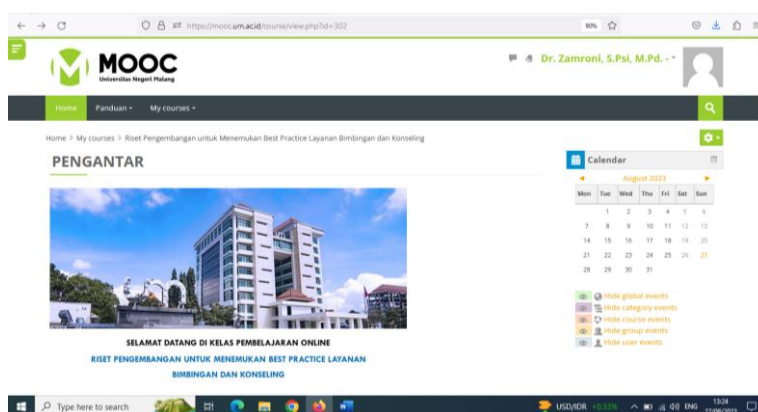 https://mooc.um.ac.id/course/view.php?id=302
90%
MOOC
Universitas Negeri Malang
Dr. Zamroni, S.Psi, M.Pd. - -
Home Panduan My courses
Home > My courses > Riset Pengembangan untuk Menemukan Best Practice Layanan Bimbingan dan Konseling
PENGANTAR
SELAMAT DATANG DI KELAS PEMBELAJARAN ONLINE
RISET PENGEMBANGAN UNTUK MENEMUKAN BEST PRACTICE LAYANAN
BIMBINGAN DAN KONSELING
Calendar
August 2023
Mon Tue Wed Thu Fri Sat Sun
1 2 3 4 5 6
7 8 9 10 11 12 13
14 15 16 17 18 19 20
21 22 23 24 25 26 27
28 29 30 31
Hide global events
Hide category events
Hide course events
Hide group events
Hide user events
Type here to search
USD/IDR +0.33%
ENG
13:24
27/08/2023